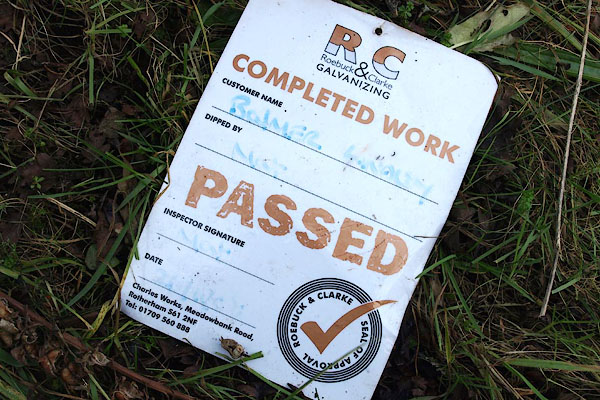 R&C
Roebuck & Clarke
GALVANIZING
COMPLETED WORK
CUSTOMER NAME
DIPPED BY
PASSED
INSPECTOR SIGNATURE
DATE
Charles Works, Meadowbank Road,
Rotherham S61 2NF
Tel: 01709 560 888
ROEBUCK & CLARKE
SEAL OF APPROVAL